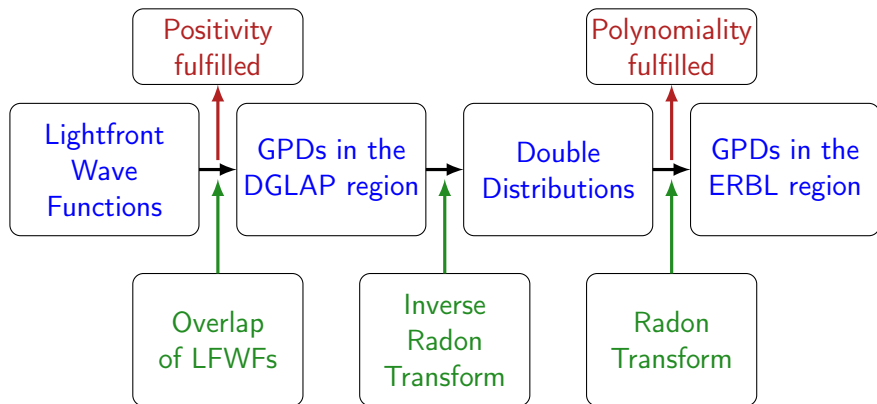 Positivity
fulfilled
Polynomiality
fulfilled
Lightfront
Wave
Functions
GPDs in the
DGLAP region
Double
Distributions
GPDs in the
ERBL region
Overlap
of LFWFs
Inverse
Radon
Transform
Radon
Transform